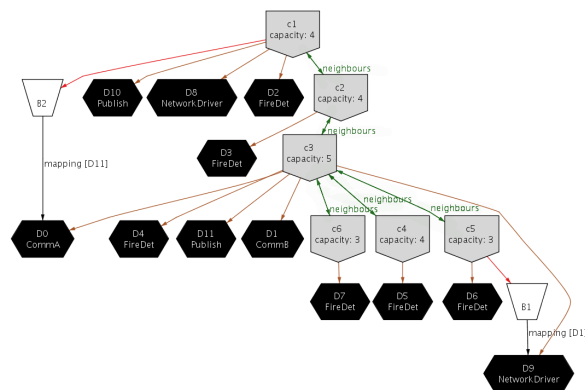 c1
capacity: 4
neighbours
B2
D10
Publish
D8
NetworkDriver
D2
FireDet
c2
capacity: 4
neighbours
D3
FireDet
c3
capacity: 5
mapping [D11]
neighbours
neighbours
neighbours
D0
CommA
D4
FireDet
D11
Publish
D1
CommB
c6
capacity: 3
c4
capacity: 4
c5
capacity: 3
D7
FireDet
D5
FireDet
D6
FireDet
B1
mapping [D1]
D9
NetworkDriver